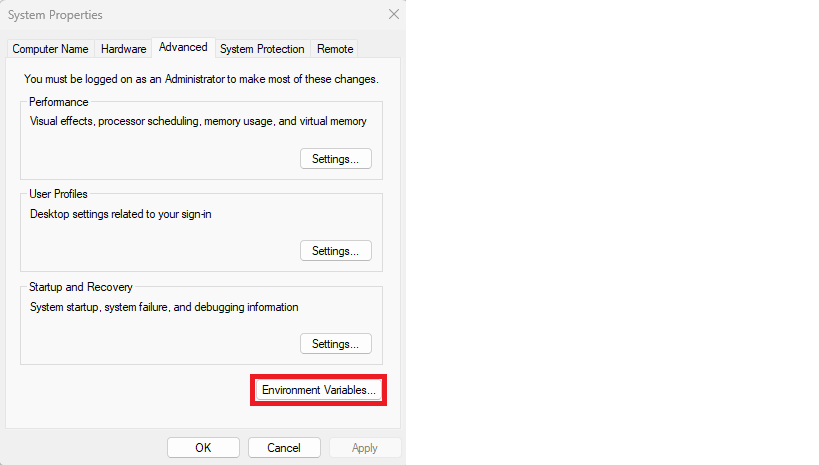 System Properties
Computer Name Hardware Advanced System Protection Remote
You must be logged on as an Administrator to make most of these changes.
Performance
Visual effects, processor scheduling, memory usage, and virtual memory
Settings...
User Profiles
Desktop settings related to your sign-in
Settings...
Startup and Recovery
System startup, system failure, and debugging information
Settings...
Environment Variables...
OK Cancel Apply